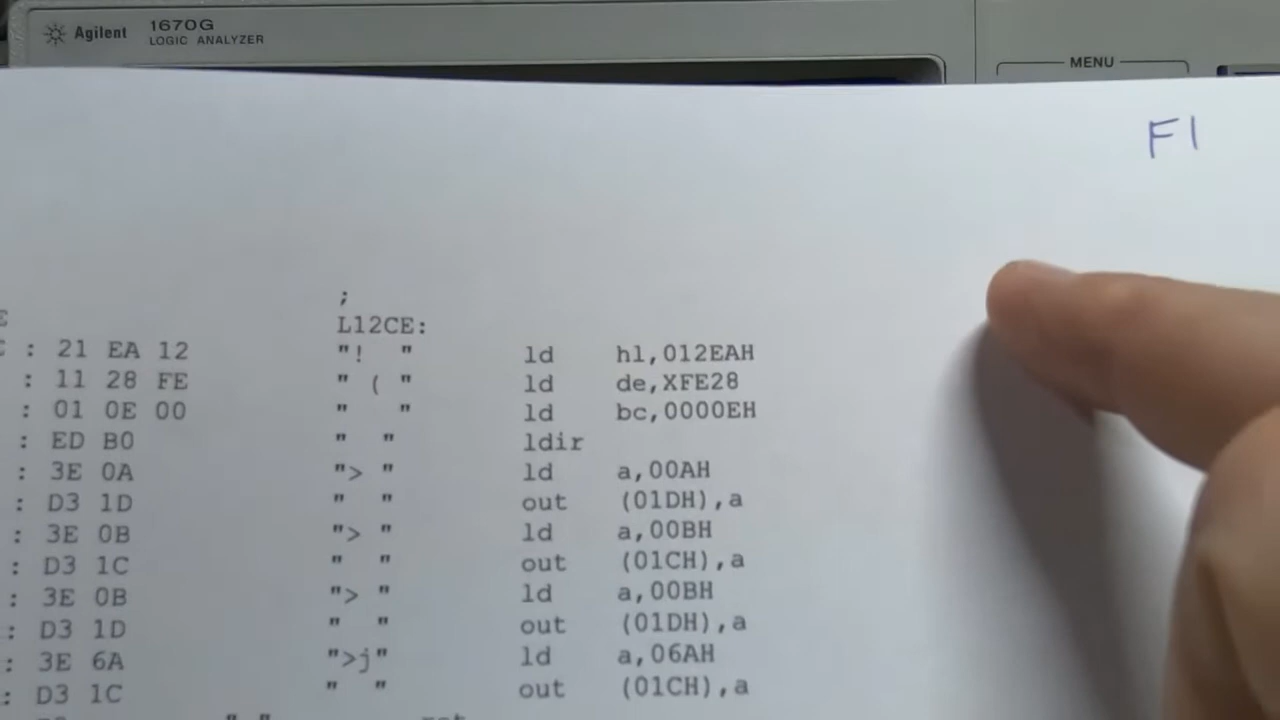 Agilent 1670G
LOGIC ANALYZER
MENU
F1
;
L12CE:
: 21 EA 12 "!  " ld hl,012EAH
: 11 28 FE " ( " ld de,XFE28
: 01 0E 00 "   " ld bc,0000EH
: ED B0 "  " ldir
: 3E 0A "> " ld a,00AH
: D3 1D "  " out (01DH),a
: 3E 0B "> " ld a,00BH
: D3 1C "  " out (01CH),a
: 3E 0B "> " ld a,00BH
: D3 1D "  " out (01DH),a
: 3E 6A ">j" ld a,06AH
: D3 1C "  " out (01CH),a